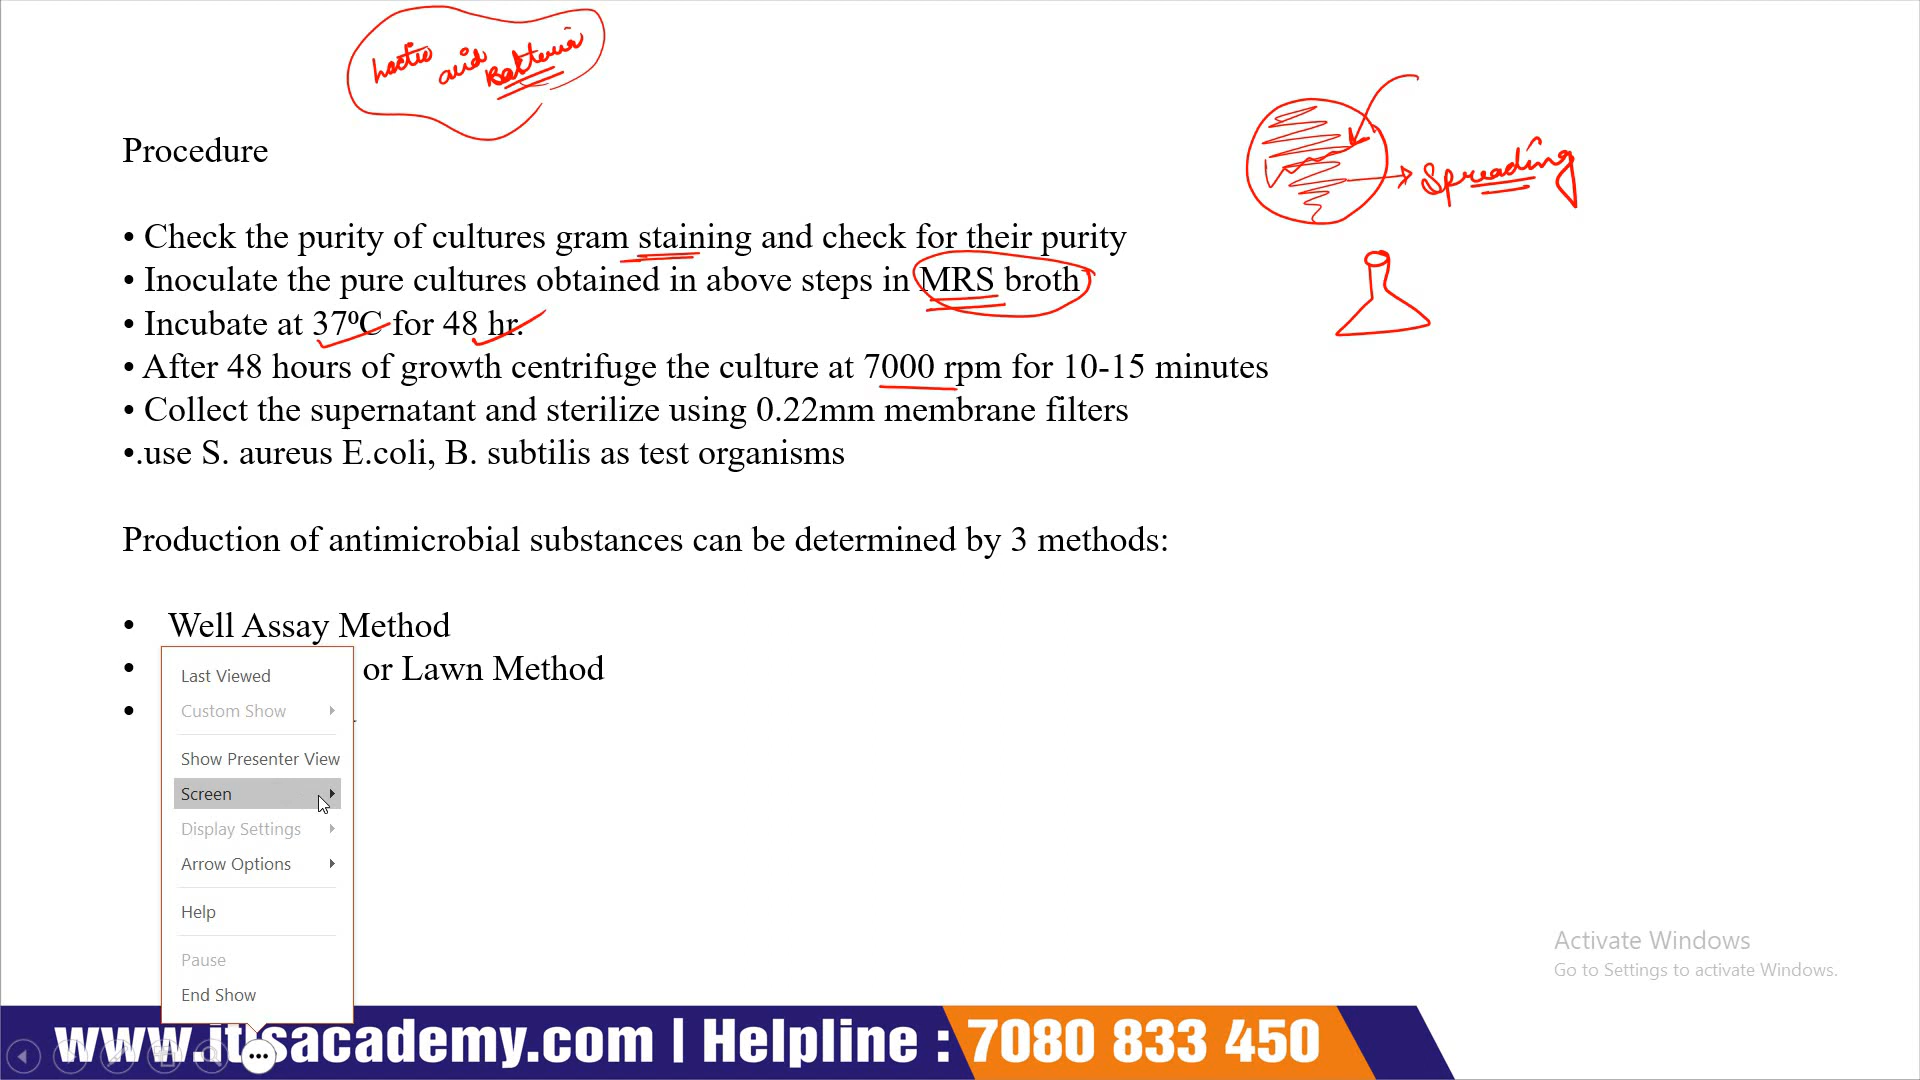 Lactic acid Bacteria
Procedure
Spreading
• Check the purity of cultures gram staining and check for their purity
• Inoculate the pure cultures obtained in above steps in MRS broth
• Incubate at 37⁰C for 48 hr.
• After 48 hours of growth centrifuge the culture at 7000 rpm for 10-15 minutes
• Collect the supernatant and sterilize using 0.22mm membrane filters
•.use S. aureus E.coli, B. subtilis as test organisms
Production of antimicrobial substances can be determined by 3 methods:
• Well Assay Method
• or Lawn Method
•
Last Viewed
Custom Show
Show Presenter View
Screen
Display Settings
Arrow Options
Help
Pause
End Show
Activate Windows
Go to Settings to activate Windows.
www. sacademy.com | Helpline : 7080 833 450